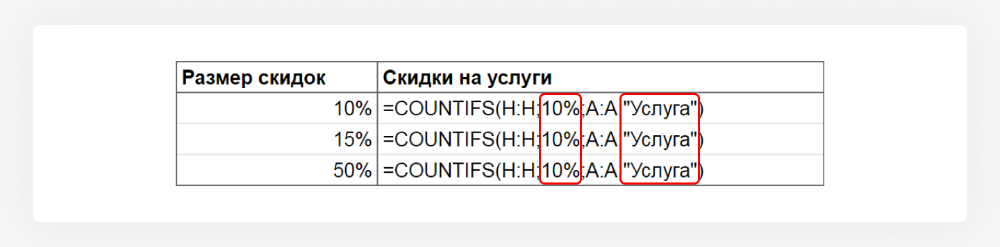 Размер скидок Скидки на услуги
10% =COUNTIFS(H:H;10%;A:A;"Услуга")
15% =COUNTIFS(H:H;10%;A:A;"Услуга")
50% =COUNTIFS(H:H;10%;A:A;"Услуга")